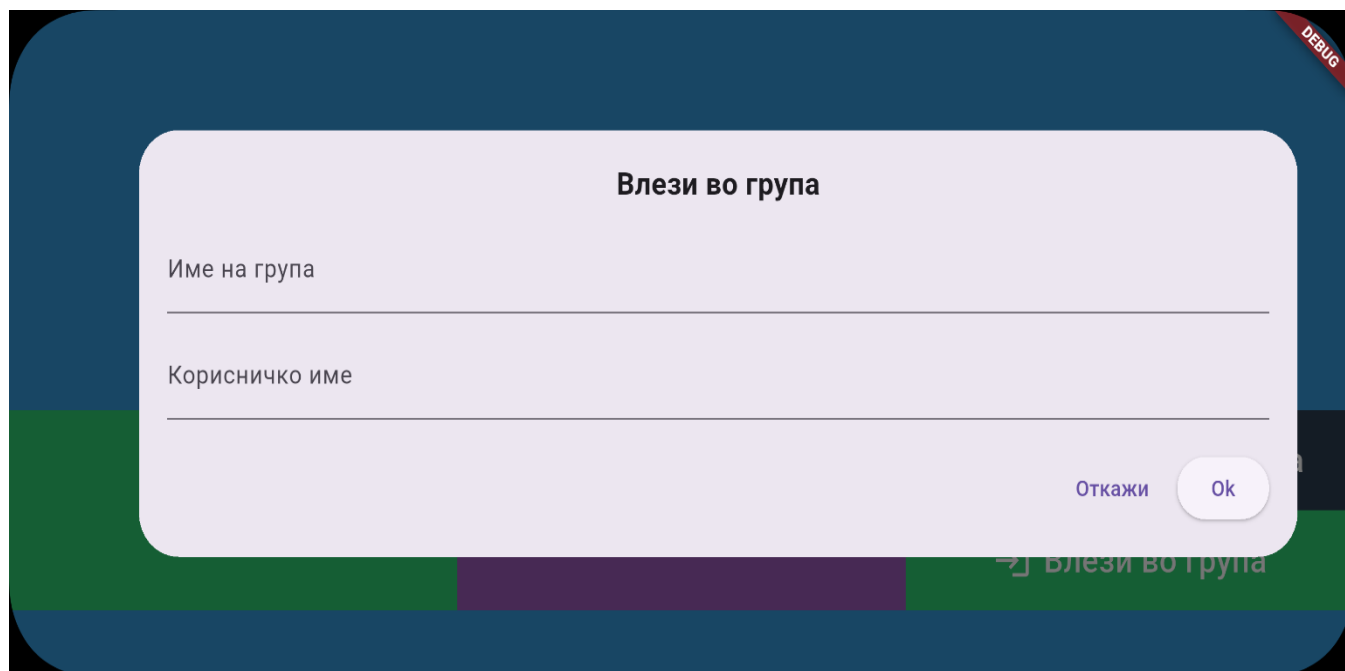 DEBUG
Влези во група
Име на група
Корисничко име
Откажи
Ok
Влези во група